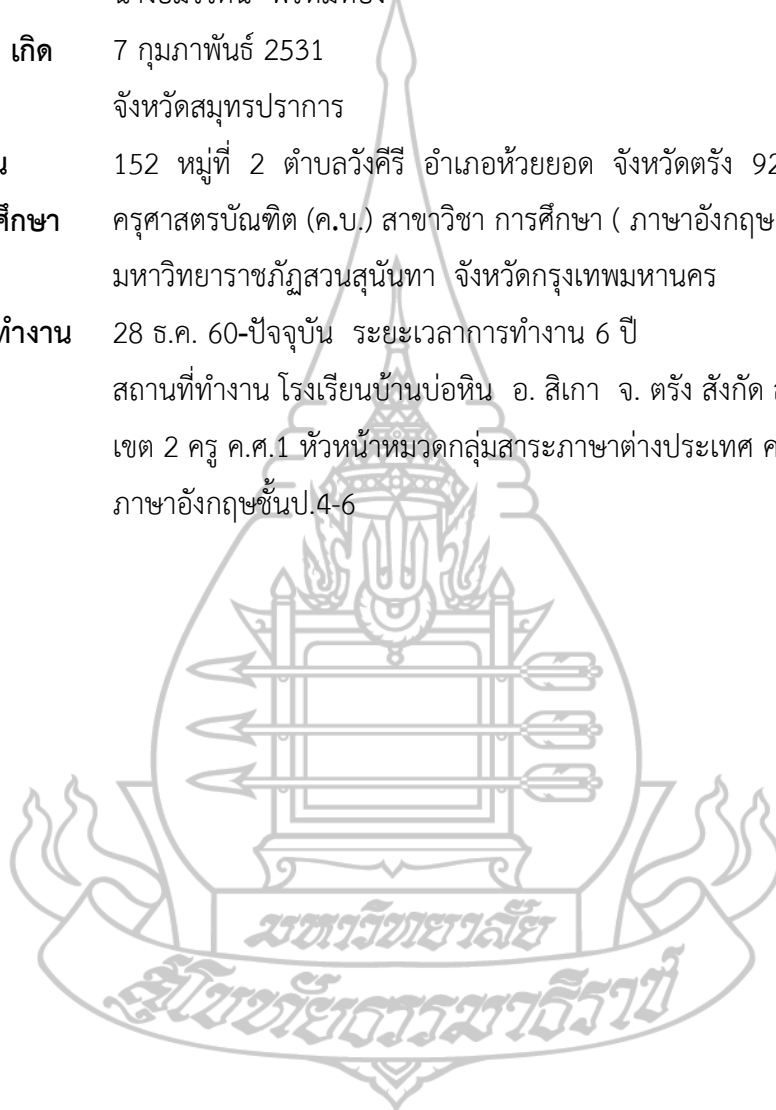 เกิด 7 กุมภาพันธ์ 2531
จังหวัดสมุทรปราการ
152 หมู่ที่ 2 ตำบลวังคีรี อำเภอห้วยยอด จังหวัดตรัง
ศึกษา ครุศาสตรบัณฑิต (ค.บ.) สาขาวิชา การศึกษา ( ภาษาอังกฤษ
มหาวิทยาราชภัฏสวนสุนันทา จังหวัดกรุงเทพมหานคร
ทำงาน 28 ธ.ค. 60-ปัจจุบัน ระยะเวลาการทำงาน 6 ปี
สถานที่ทำงาน โรงเรียนบ้านบ่อหิน อ. สิเกา จ. ตรัง สังกัด
เขต 2 ครู ค.ศ.1 หัวหน้าหมวดกลุ่มสาระภาษาต่างประเทศ
ภาษาอังกฤษชั้นป.4-6
มหาวิทยาลัย
สุโขทัยธรรมาธิราช